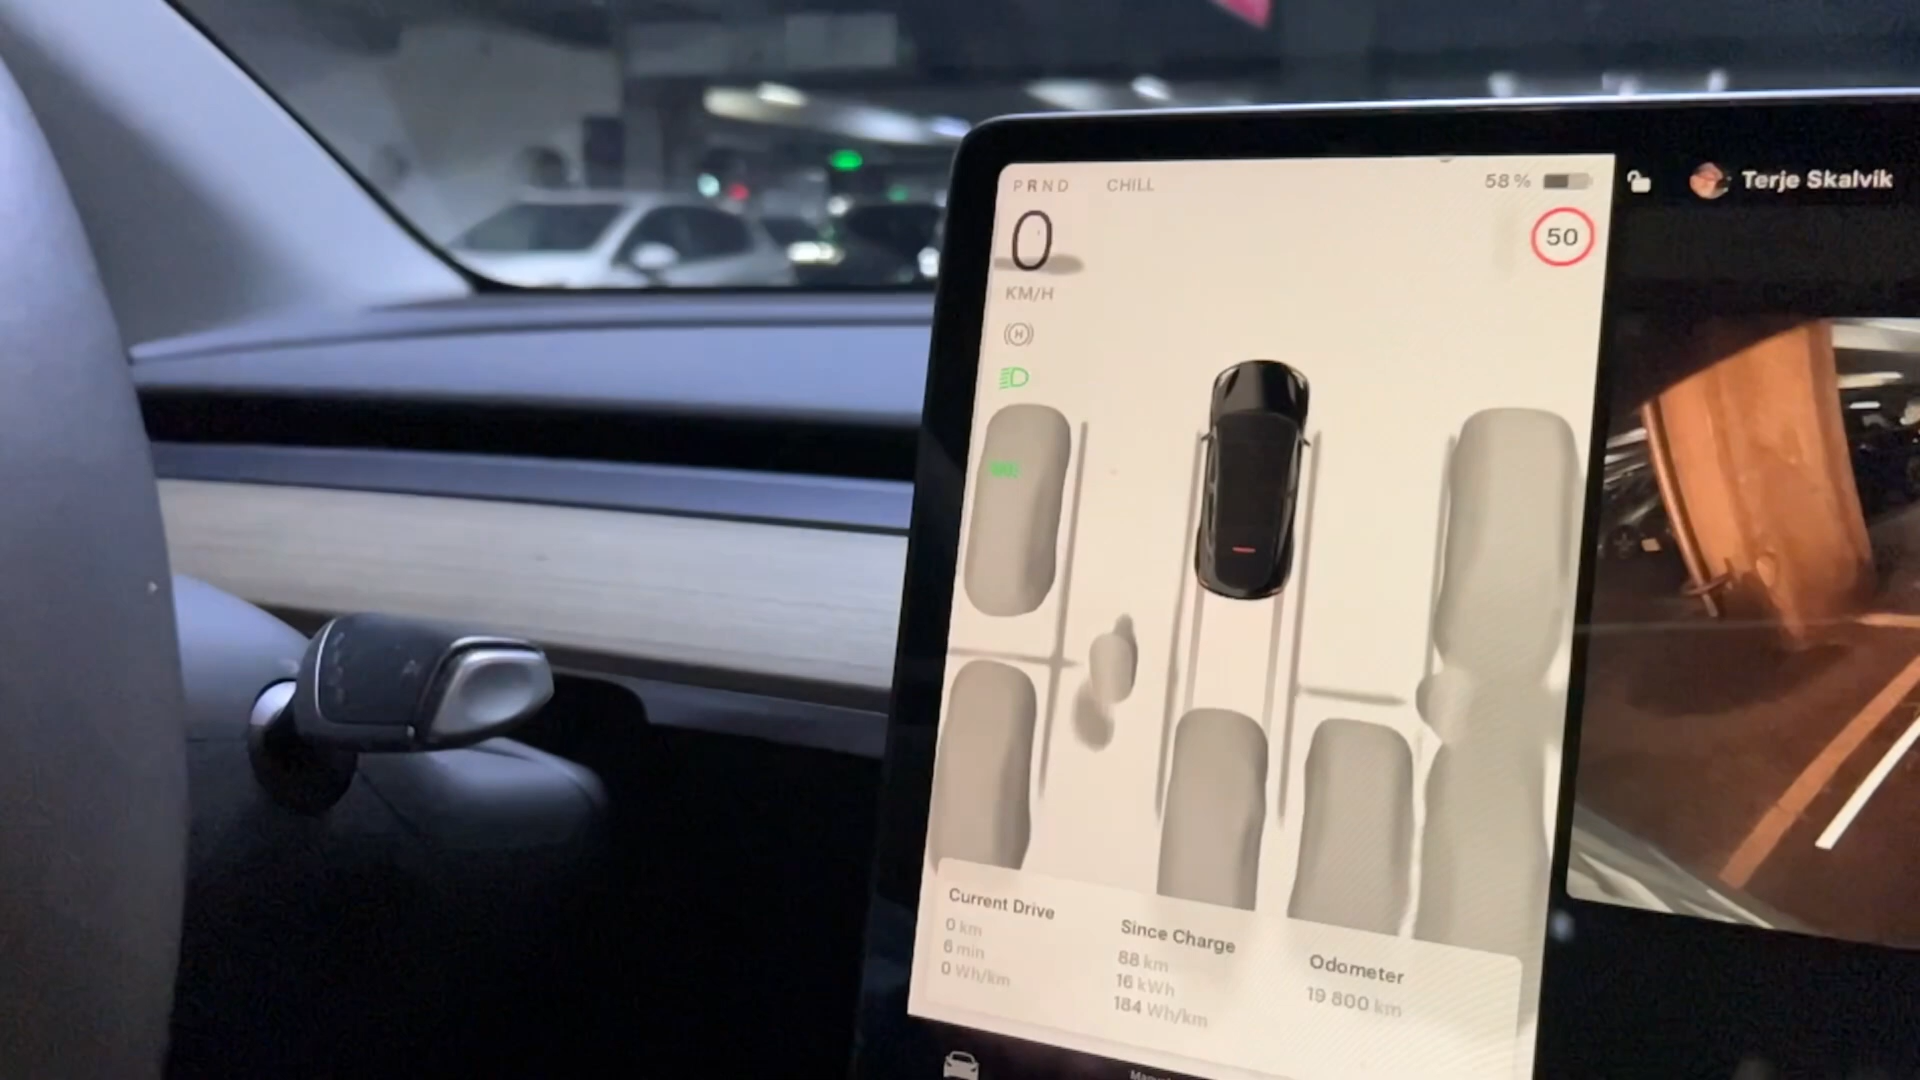 PRND CHILL 58% Terje Skalvik
0 50
KM/H
Current Drive
0 km
6 min
0 Wh/km
Since Charge
88 km
16 kWh
184 Wh/km
Odometer
19 800 km